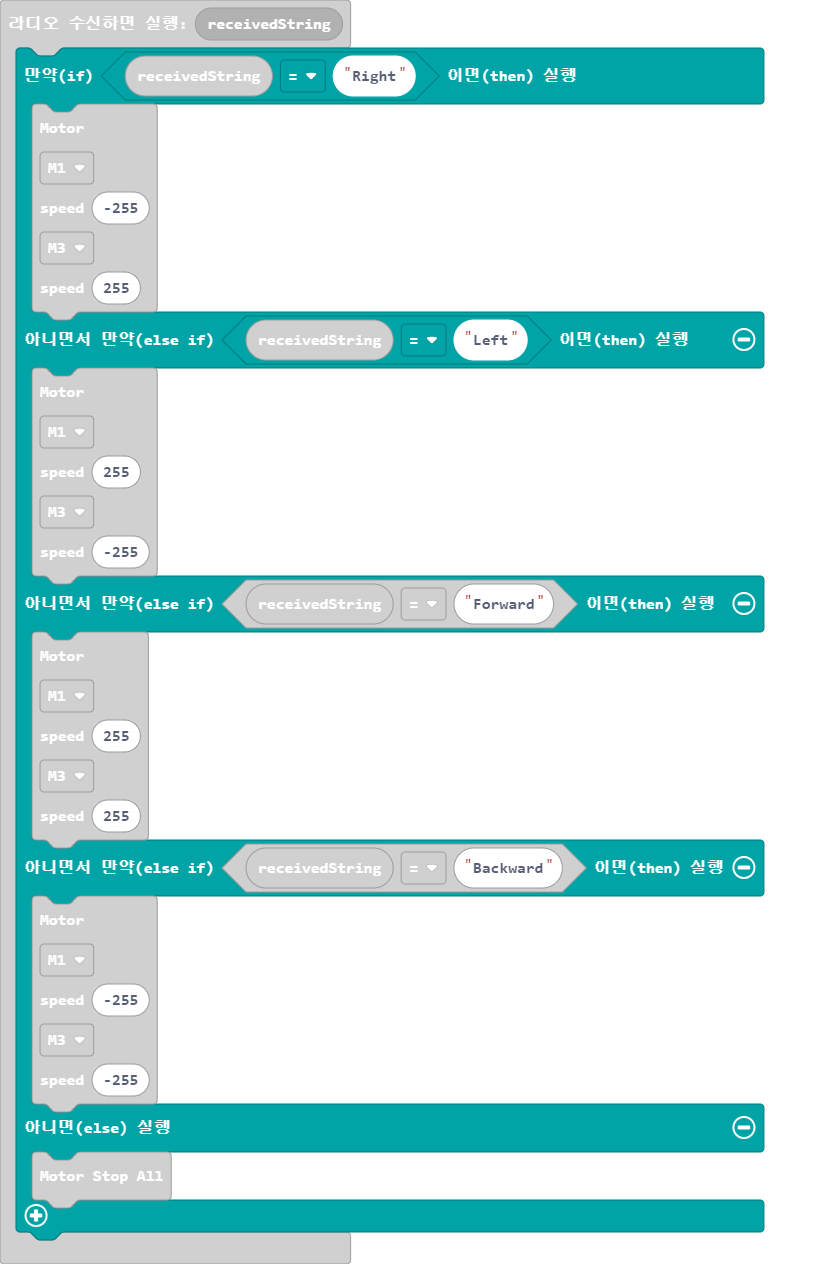 라디오 수신하면 실행: receivedString
만약(if) receivedString = "Right" 이면(then) 실행
Motor
M1
speed -255
M3
speed 255
아니면서 만약(else if) receivedString = "Left" 이면(then) 실행
Motor
M1
speed 255
M3
speed -255
아니면서 만약(else if) receivedString = "Forward" 이면(then) 실행
Motor
M1
speed 255
M3
speed 255
아니면서 만약(else if) receivedString = "Backward" 이면(then) 실행
Motor
M1
speed -255
M3
speed -255
아니면(else) 실행
Motor Stop All